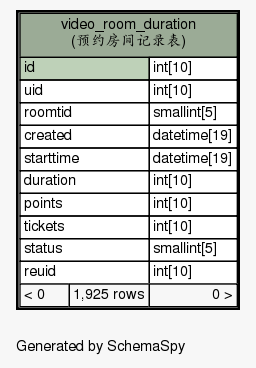 video_room_duration
(预约房间记录表)
id int[10]
uid int[10]
roomtid smallint[5]
created datetime[19]
starttime datetime[19]
duration int[10]
points int[10]
tickets int[10]
status smallint[5]
reuid int[10]
< 0 1,925 rows 0 >
Generated by SchemaSpy